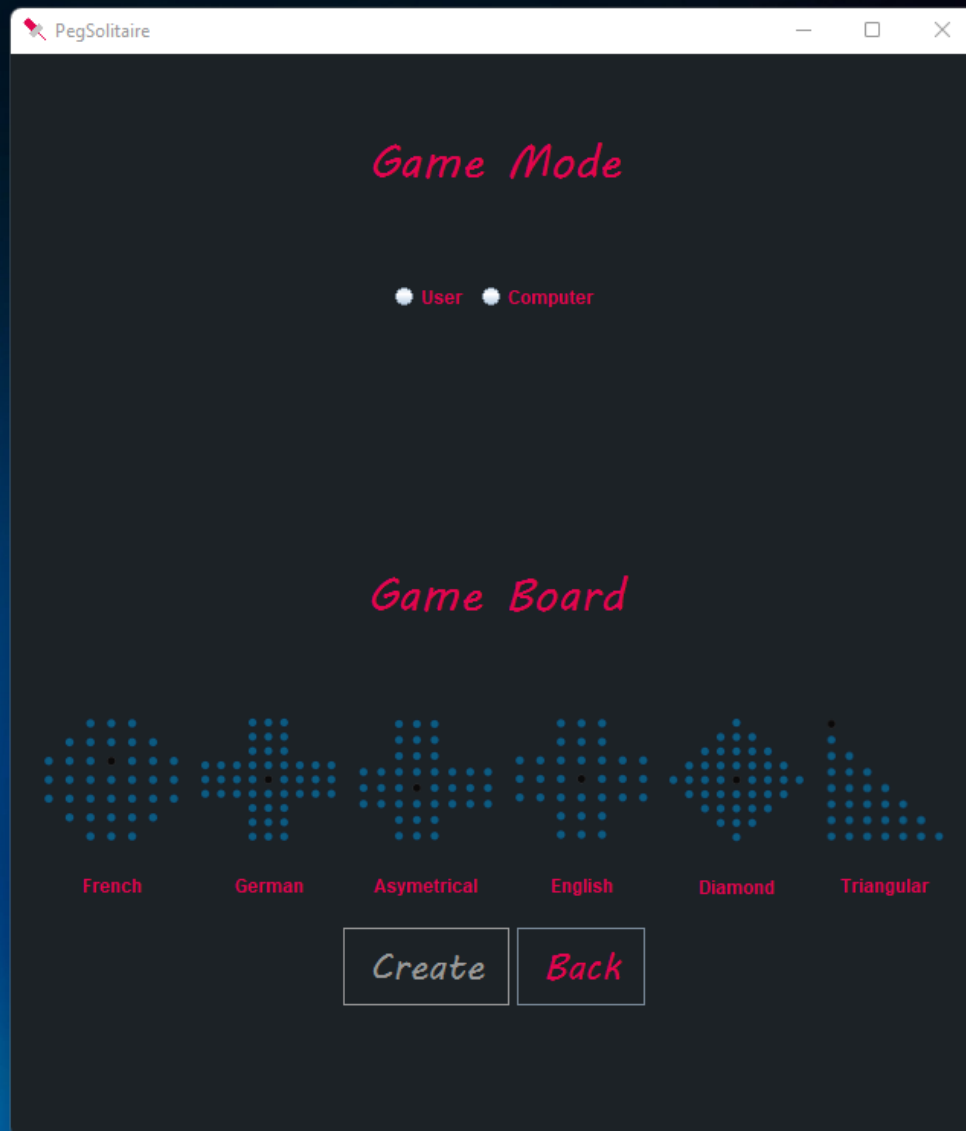 PegSolitaire
Game Mode
User Computer
Game Board
French German Asymetrical English Diamond Triangular
Create Back